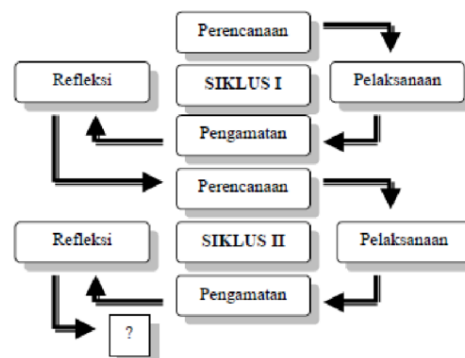 Perencanaan
Refleksi
SIKLUS I
Pelaksanaan
Pengamatan
Perencanaan
Refleksi
SIKLUS II
Pelaksanaan
Pengamatan
?